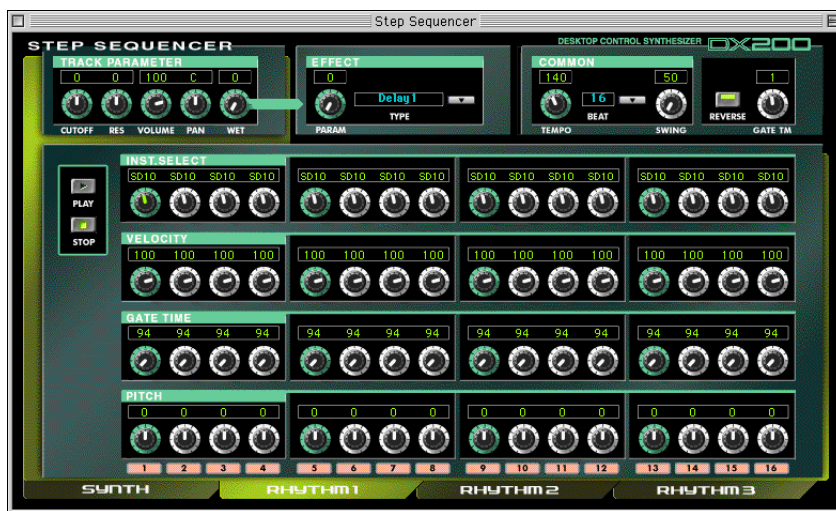 Step Sequencer
STEP SEQUENCER
DESKTOP CONTROL SYNTHESIZER DX200
TRACK PARAMETER
EFFECT
COMMON
0 0 100 C 0
0
140 50
1
Delay1
16
TYPE
BEAT
REVERSE
CUTOFF RES VOLUME PAN WET
PARAM
TEMPO SWING
GATE TM
INST.SELECT
SD10 SD10 SD10 SD10 SD10 SD10 SD10 SD10 SD10 SD10 SD10 SD10 SD10 SD10 SD10 SD10
PLAY
STOP
VELOCITY
100 100 100 100 100 100 100 100 100 100 100 100 100 100 100 100
GATE TIME
94 94 94 94 94 94 94 94 94 94 94 94 94 94 94 94
PITCH
0 0 0 0 0 0 0 0 0 0 0 0 0 0 0 0
1 2 3 4 5 6 7 8 9 10 11 12 13 14 15 16
SYNTH RHYTHM1 RHYTHM2 RHYTHM3